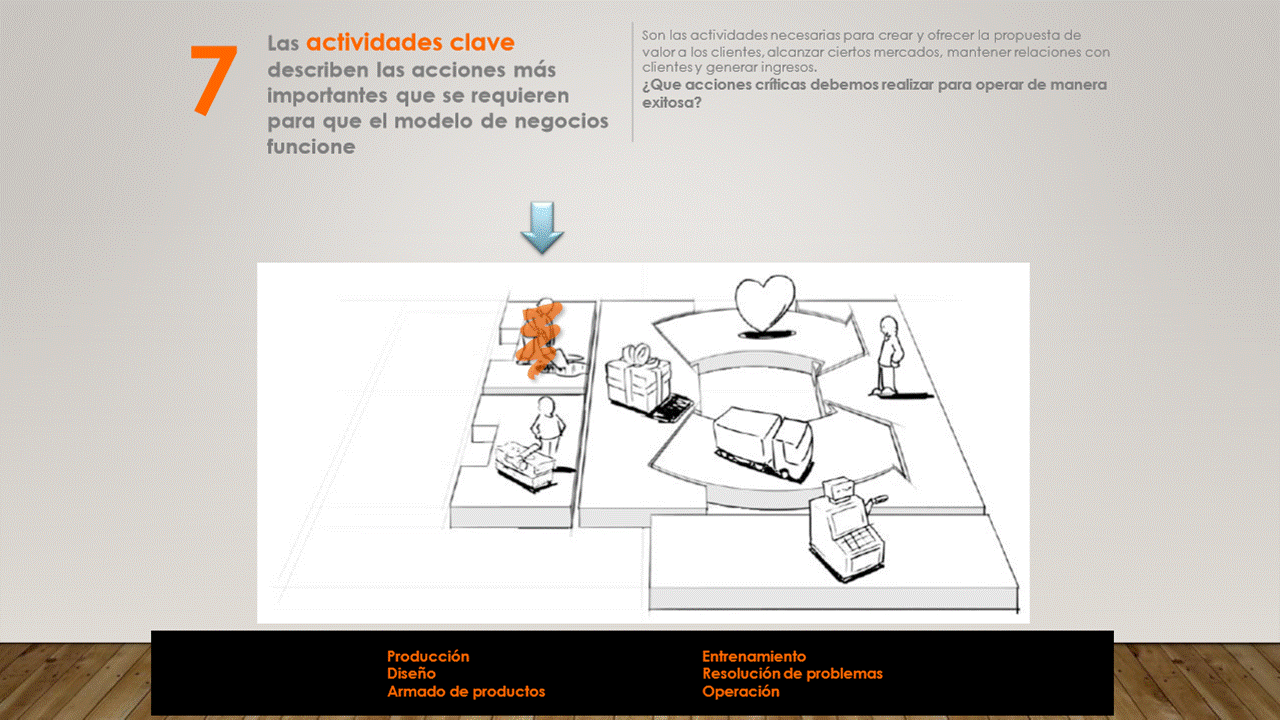 7
Las actividades clave
describen las acciones más
importantes que se requieren
para que el modelo de negocios
funcione
Son las actividades necesarias para crear y ofrecer la propuesta de
valor a los clientes, alcanzar ciertos mercados, mantener relaciones con
clientes y generar ingresos.
¿Que acciones críticas debemos realizar para operar de manera
exitosa?
Producción
Diseño
Armado de productos
Entrenamiento
Resolución de problemas
Operación